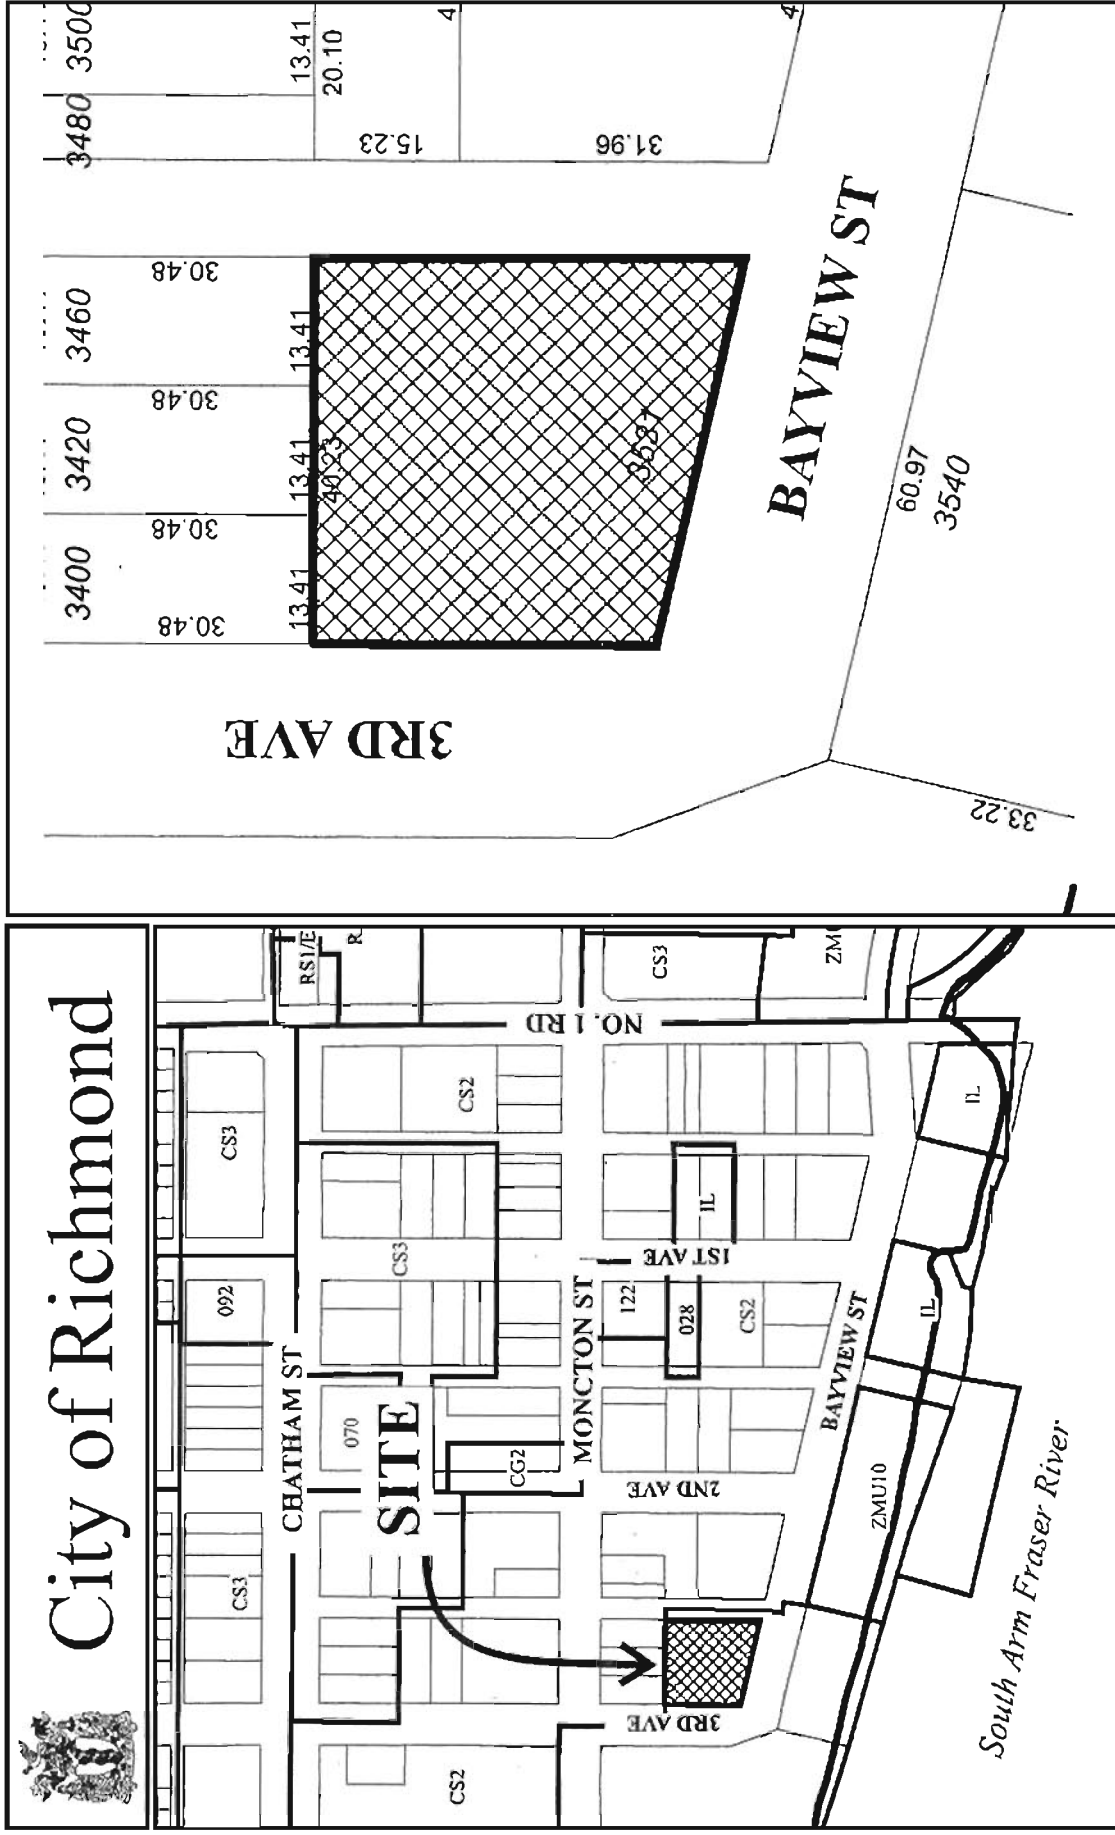 City of Richmond
CS3
092
CS3
RS1/E
R
CHATHAM ST
070
CS3
CS2
SITE
CG2
CS2
MONCTON ST
NO. 1 RD
CS3
122
028
IL
1ST AVE
CS2
2ND AVE
3RD AVE
BAYVIEW ST
ZMU10
IL
IL
South Arm Fraser River
3400
3420
3460
3480
3500
30.48
30.48
30.48
30.48
13.41
13.41
13.41
13.41
40.23
20.10
15.23
31.96
4
4
3RD AVE
BAYVIEW ST
60.97
3540
33.22